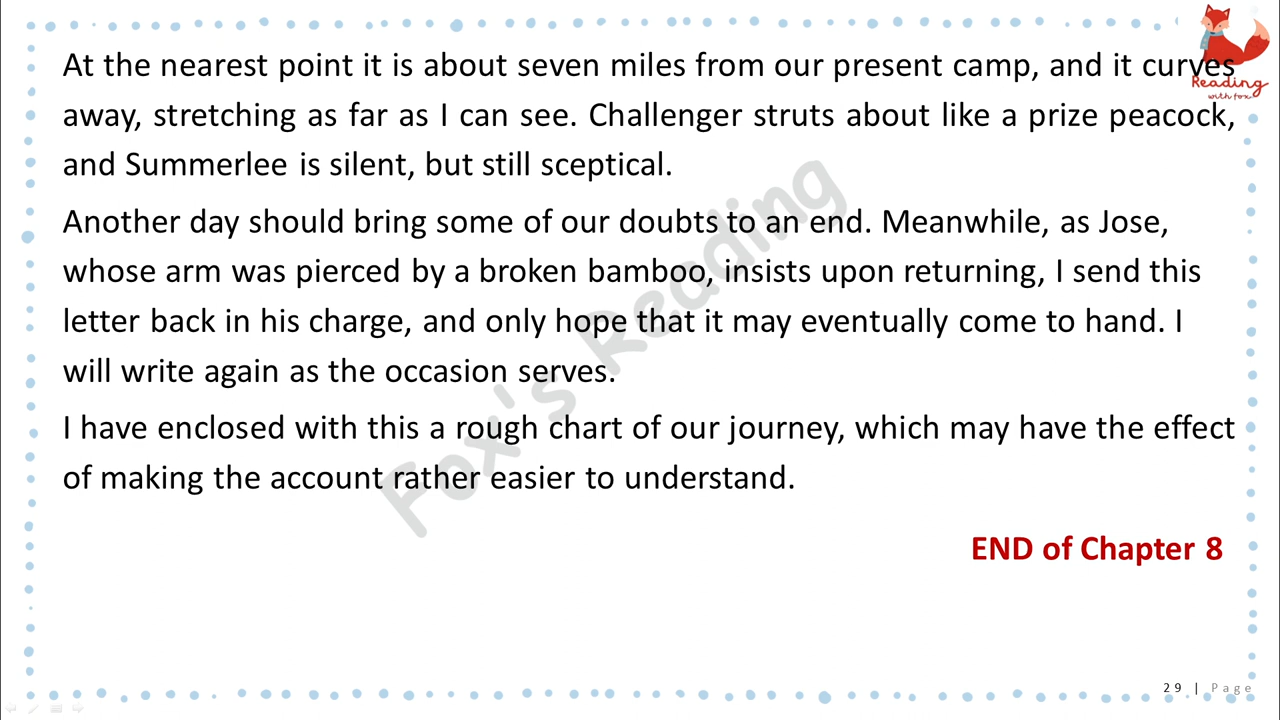 At the nearest point it is about seven miles from our present camp, and it curves
away, stretching as far as I can see. Challenger struts about like a prize peacock,
and Summerlee is silent, but still sceptical.
Another day should bring some of our doubts to an end. Meanwhile, as Jose,
whose arm was pierced by a broken bamboo, insists upon returning, I send this
letter back in his charge, and only hope that it may eventually come to hand. I
will write again as the occasion serves.
I have enclosed with this a rough chart of our journey, which may have the effect
of making the account rather easier to understand.
END of Chapter 8
29 | Page
Reading
with fox
Fox's Reading